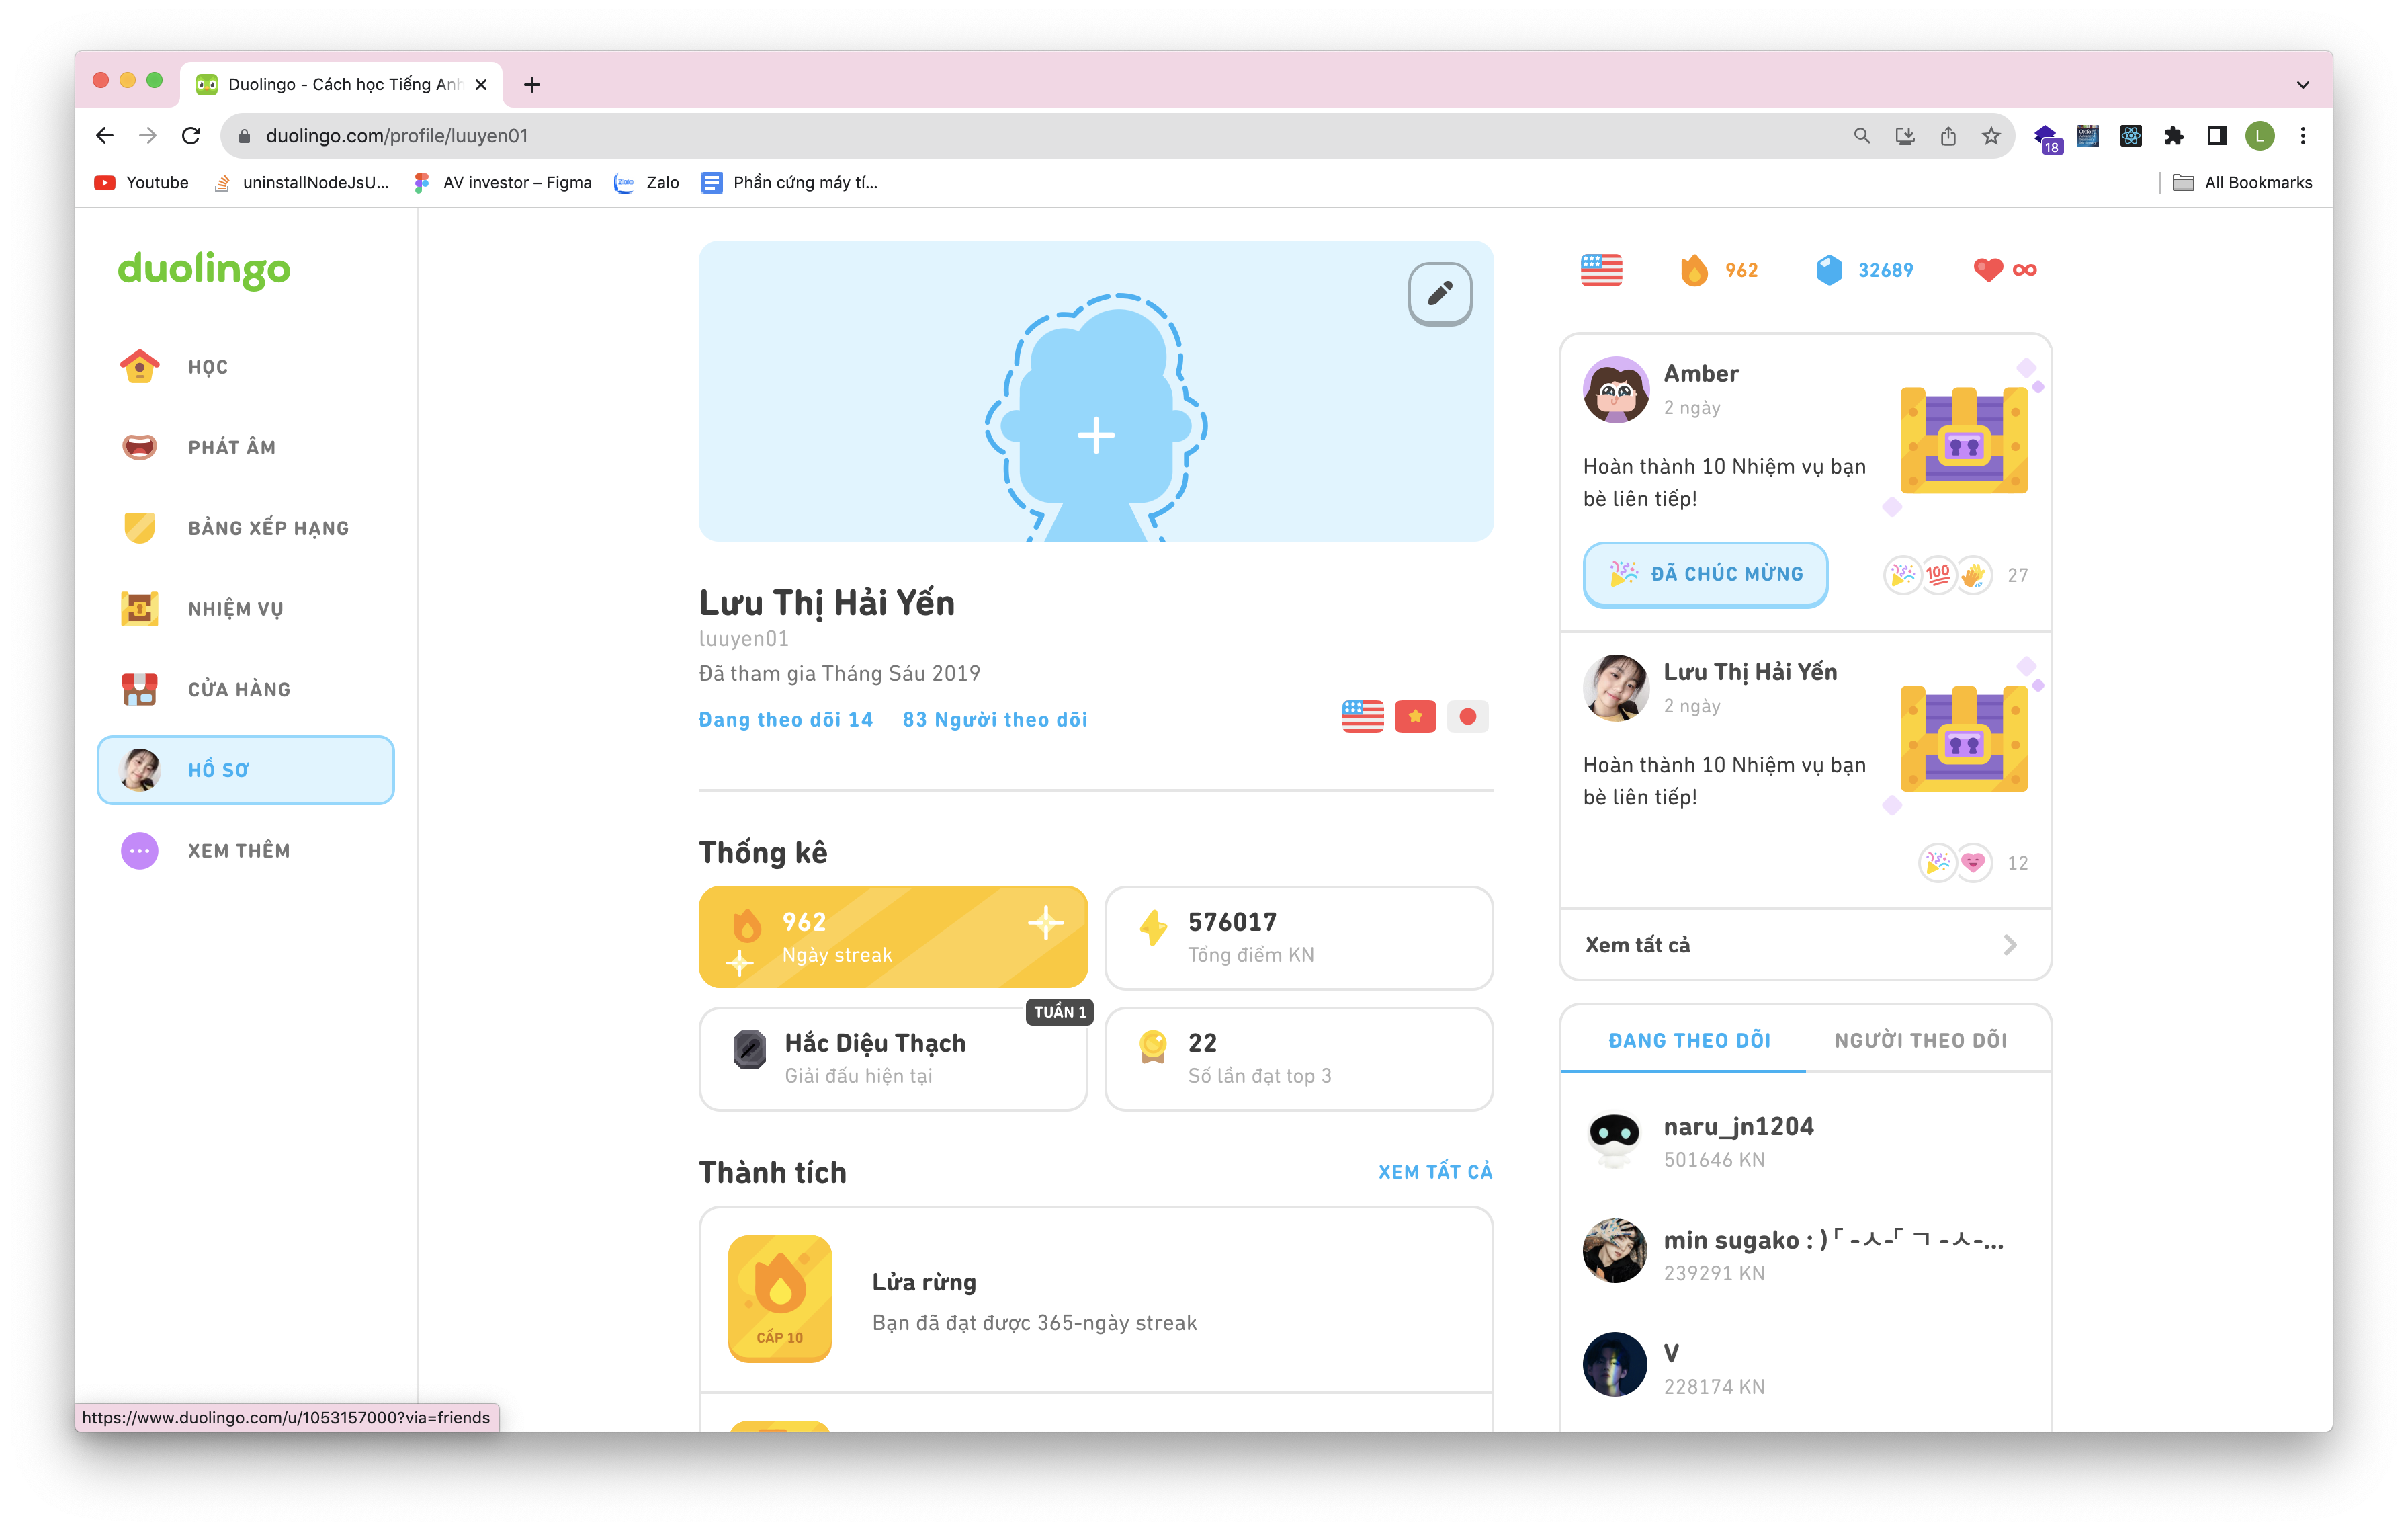 Duolingo - Cách học Tiếng Anh
duolingo.com/profile/luuyen01
18
L
Youtube
uninstallNodeJsU...
AV investor – Figma
Zalo
Phần cứng máy tí...
All Bookmarks
duolingo
HỌC
PHÁT ÂM
BẢNG XẾP HẠNG
NHIỆM VỤ
CỬA HÀNG
HỒ SƠ
XEM THÊM
Lưu Thị Hải Yến
luuyen01
Đã tham gia Tháng Sáu 2019
Đang theo dõi 14
83 Người theo dõi
Thống kê
962
Ngày streak
576017
Tổng điểm KN
TUẦN 1
Hắc Diệu Thạch
Giải đấu hiện tại
22
Số lần đạt top 3
Thành tích
XEM TẤT CẢ
CẤP 10
Lửa rừng
Bạn đã đạt được 365-ngày streak
962
32689
∞
Amber
2 ngày
Hoàn thành 10 Nhiệm vụ bạn
bè liên tiếp!
ĐÃ CHÚC MỪNG
100
27
Lưu Thị Hải Yến
2 ngày
Hoàn thành 10 Nhiệm vụ bạn
bè liên tiếp!
12
Xem tất cả
ĐANG THEO DÕI
NGƯỜI THEO DÕI
naru_jn1204
501646 KN
min sugako : )「 -ㅅ-「 ㄱ -ㅅ-...
239291 KN
V
228174 KN
https://www.duolingo.com/u/1053157000?via=friends